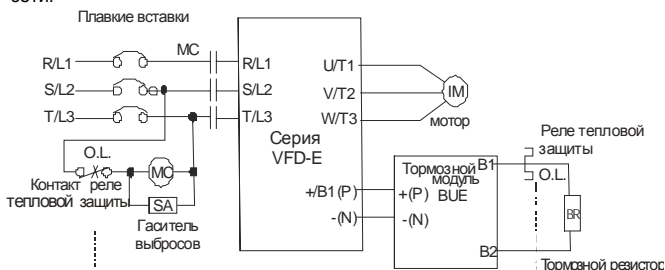 сети.
Плавкие вставки
MC
R/L1
R/L1
U/T1
S/L2
S/L2
V/T2
IM
T/L3
T/L3
W/T3
мотор
Серия
VFD-E
O.L.
MC
Контакт реле
тепловой защиты
SA
Гаситель
выбросов
+/B1(P)
-(N)
+(P)
-(N)
Тормозной
модуль
BUE
B1
B2
Реле тепловой
защиты
O.L.
BR
Тормозной резистор